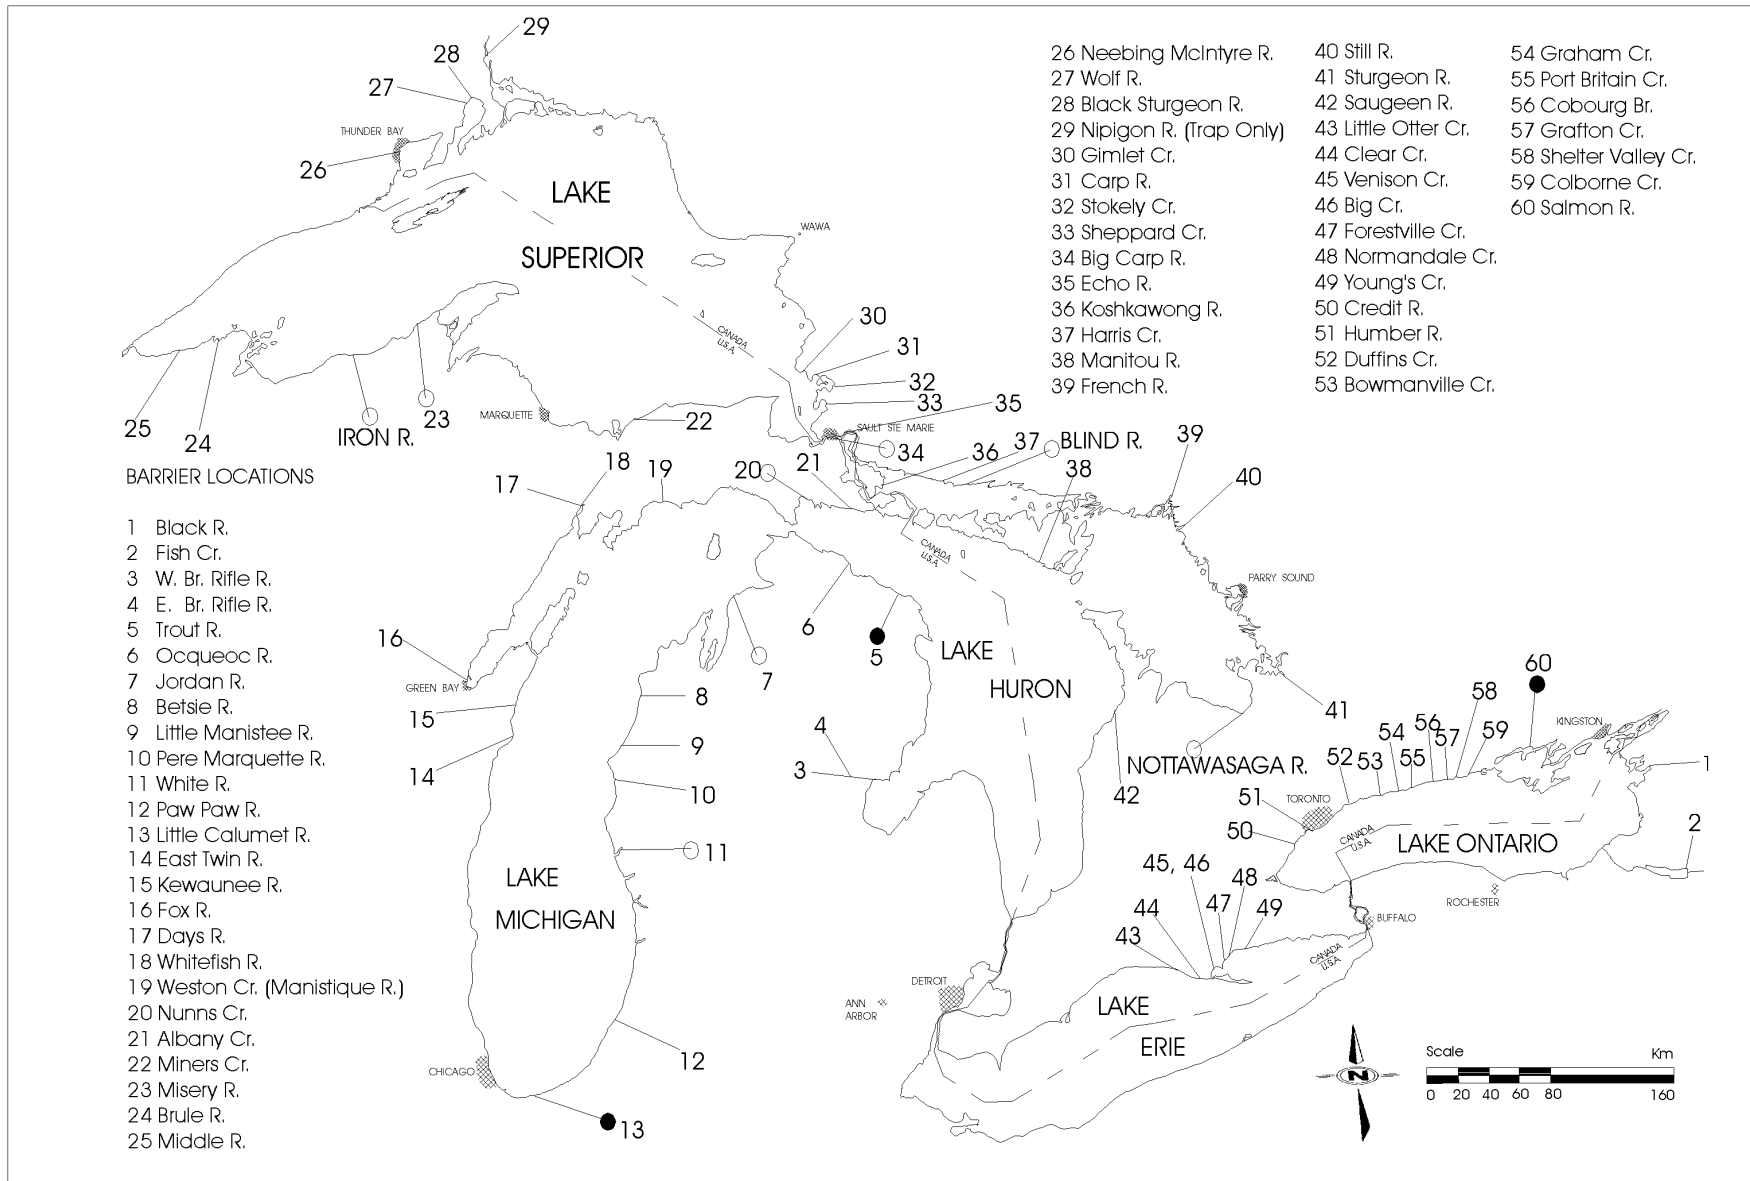 29
28
27
THUNDER BAY
26
LAKE
SUPERIOR
WAWA
CANADA
U.S.A.
30
31
32
33
35
SAULT STE MARIE
34
36
37
BLIND R.
38
39
40
25
24
IRON R.
23
MARQUETTE
22
21
20
19
18
17
26 Neebing McIntyre R.
27 Wolf R.
28 Black Sturgeon R.
29 Nipigon R. (Trap Only)
30 Gimlet Cr.
31 Carp R.
32 Stokely Cr.
33 Sheppard Cr.
34 Big Carp R.
35 Echo R.
36 Koshkawong R.
37 Harris Cr.
38 Manitou R.
39 French R.
40 Still R.
41 Sturgeon R.
42 Saugeen R.
43 Little Otter Cr.
44 Clear Cr.
45 Venison Cr.
46 Big Cr.
47 Forestville Cr.
48 Normandale Cr.
49 Young's Cr.
50 Credit R.
51 Humber R.
52 Duffins Cr.
53 Bowmanville Cr.
54 Graham Cr.
55 Port Britain Cr.
56 Cobourg Br.
57 Grafton Cr.
58 Shelter Valley Cr.
59 Colborne Cr.
60 Salmon R.
BARRIER LOCATIONS
1 Black R.
2 Fish Cr.
3 W. Br. Rifle R.
4 E. Br. Rifle R.
5 Trout R.
6 Ocqueoc R.
7 Jordan R.
8 Betsie R.
9 Little Manistee R.
10 Pere Marquette R.
11 White R.
12 Paw Paw R.
13 Little Calumet R.
14 East Twin R.
15 Kewaunee R.
16 Fox R.
17 Days R.
18 Whitefish R.
19 Weston Cr. (Manistique R.)
20 Nunns Cr.
21 Albany Cr.
22 Miners Cr.
23 Misery R.
24 Brule R.
25 Middle R.
CANADA
U.S.A.
PARRY SOUND
16
GREEN BAY
15
14
6
5
7
8
9
10
11
12
13
4
3
LAKE
HURON
LAKE
MICHIGAN
CHICAGO
41
NOTTAWASAGA R.
42
60
KINGSTON
58
59
56
57
54
55
52
53
51
TORONTO
50
1
2
CANADA
U.S.A.
LAKE ONTARIO
ROCHESTER
BUFFALO
45, 46
48
47
49
44
43
CANADA
U.S.A.
DETROIT
ANN
ARBOR
LAKE
ERIE
N
Scale
Km
0 20 40 60 80 160